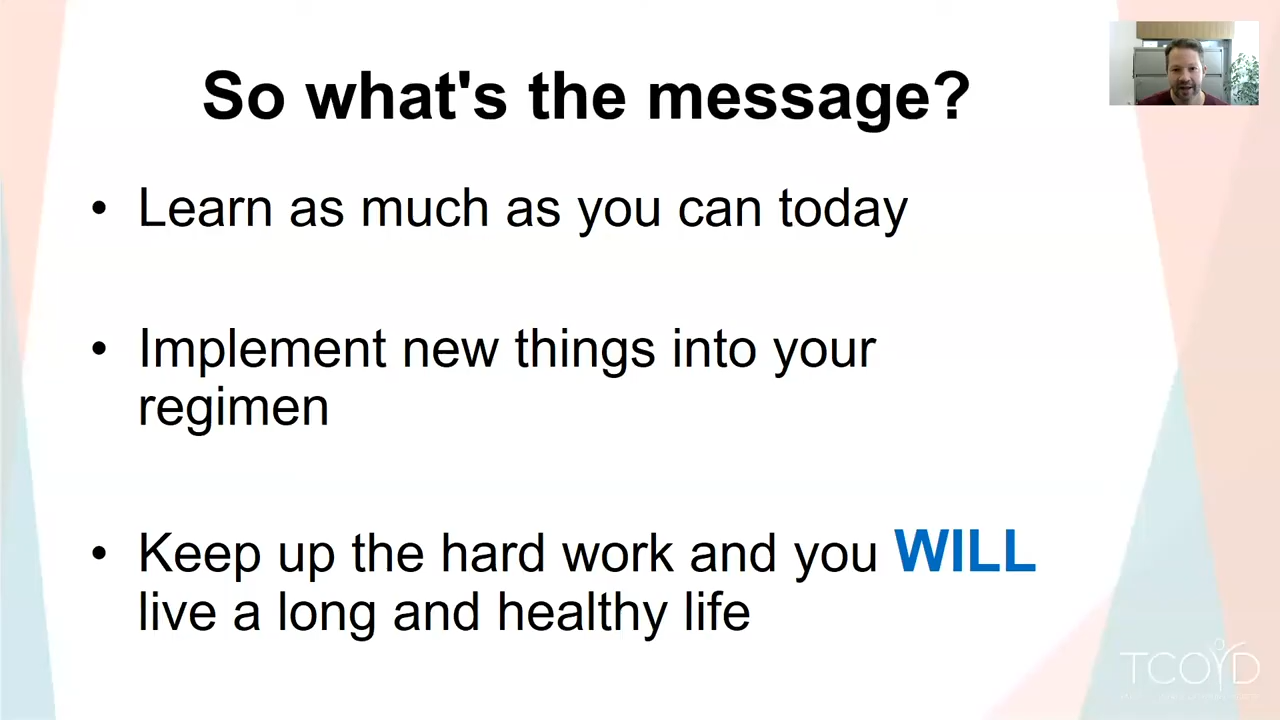 So what's the message?
• Learn as much as you can today
• Implement new things into your
regimen
• Keep up the hard work and you WILL
live a long and healthy life
TCOYD